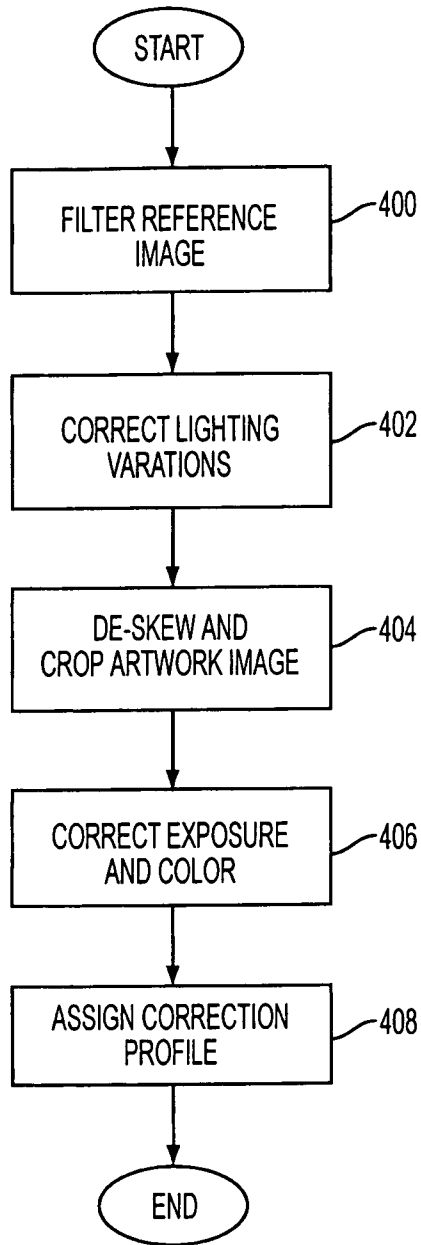 START
FILTER REFERENCE
IMAGE
400
CORRECT LIGHTING
VARATIONS
402
DE-SKEW AND
CROP ARTWORK IMAGE
404
CORRECT EXPOSURE
AND COLOR
406
ASSIGN CORRECTION
PROFILE
408
END